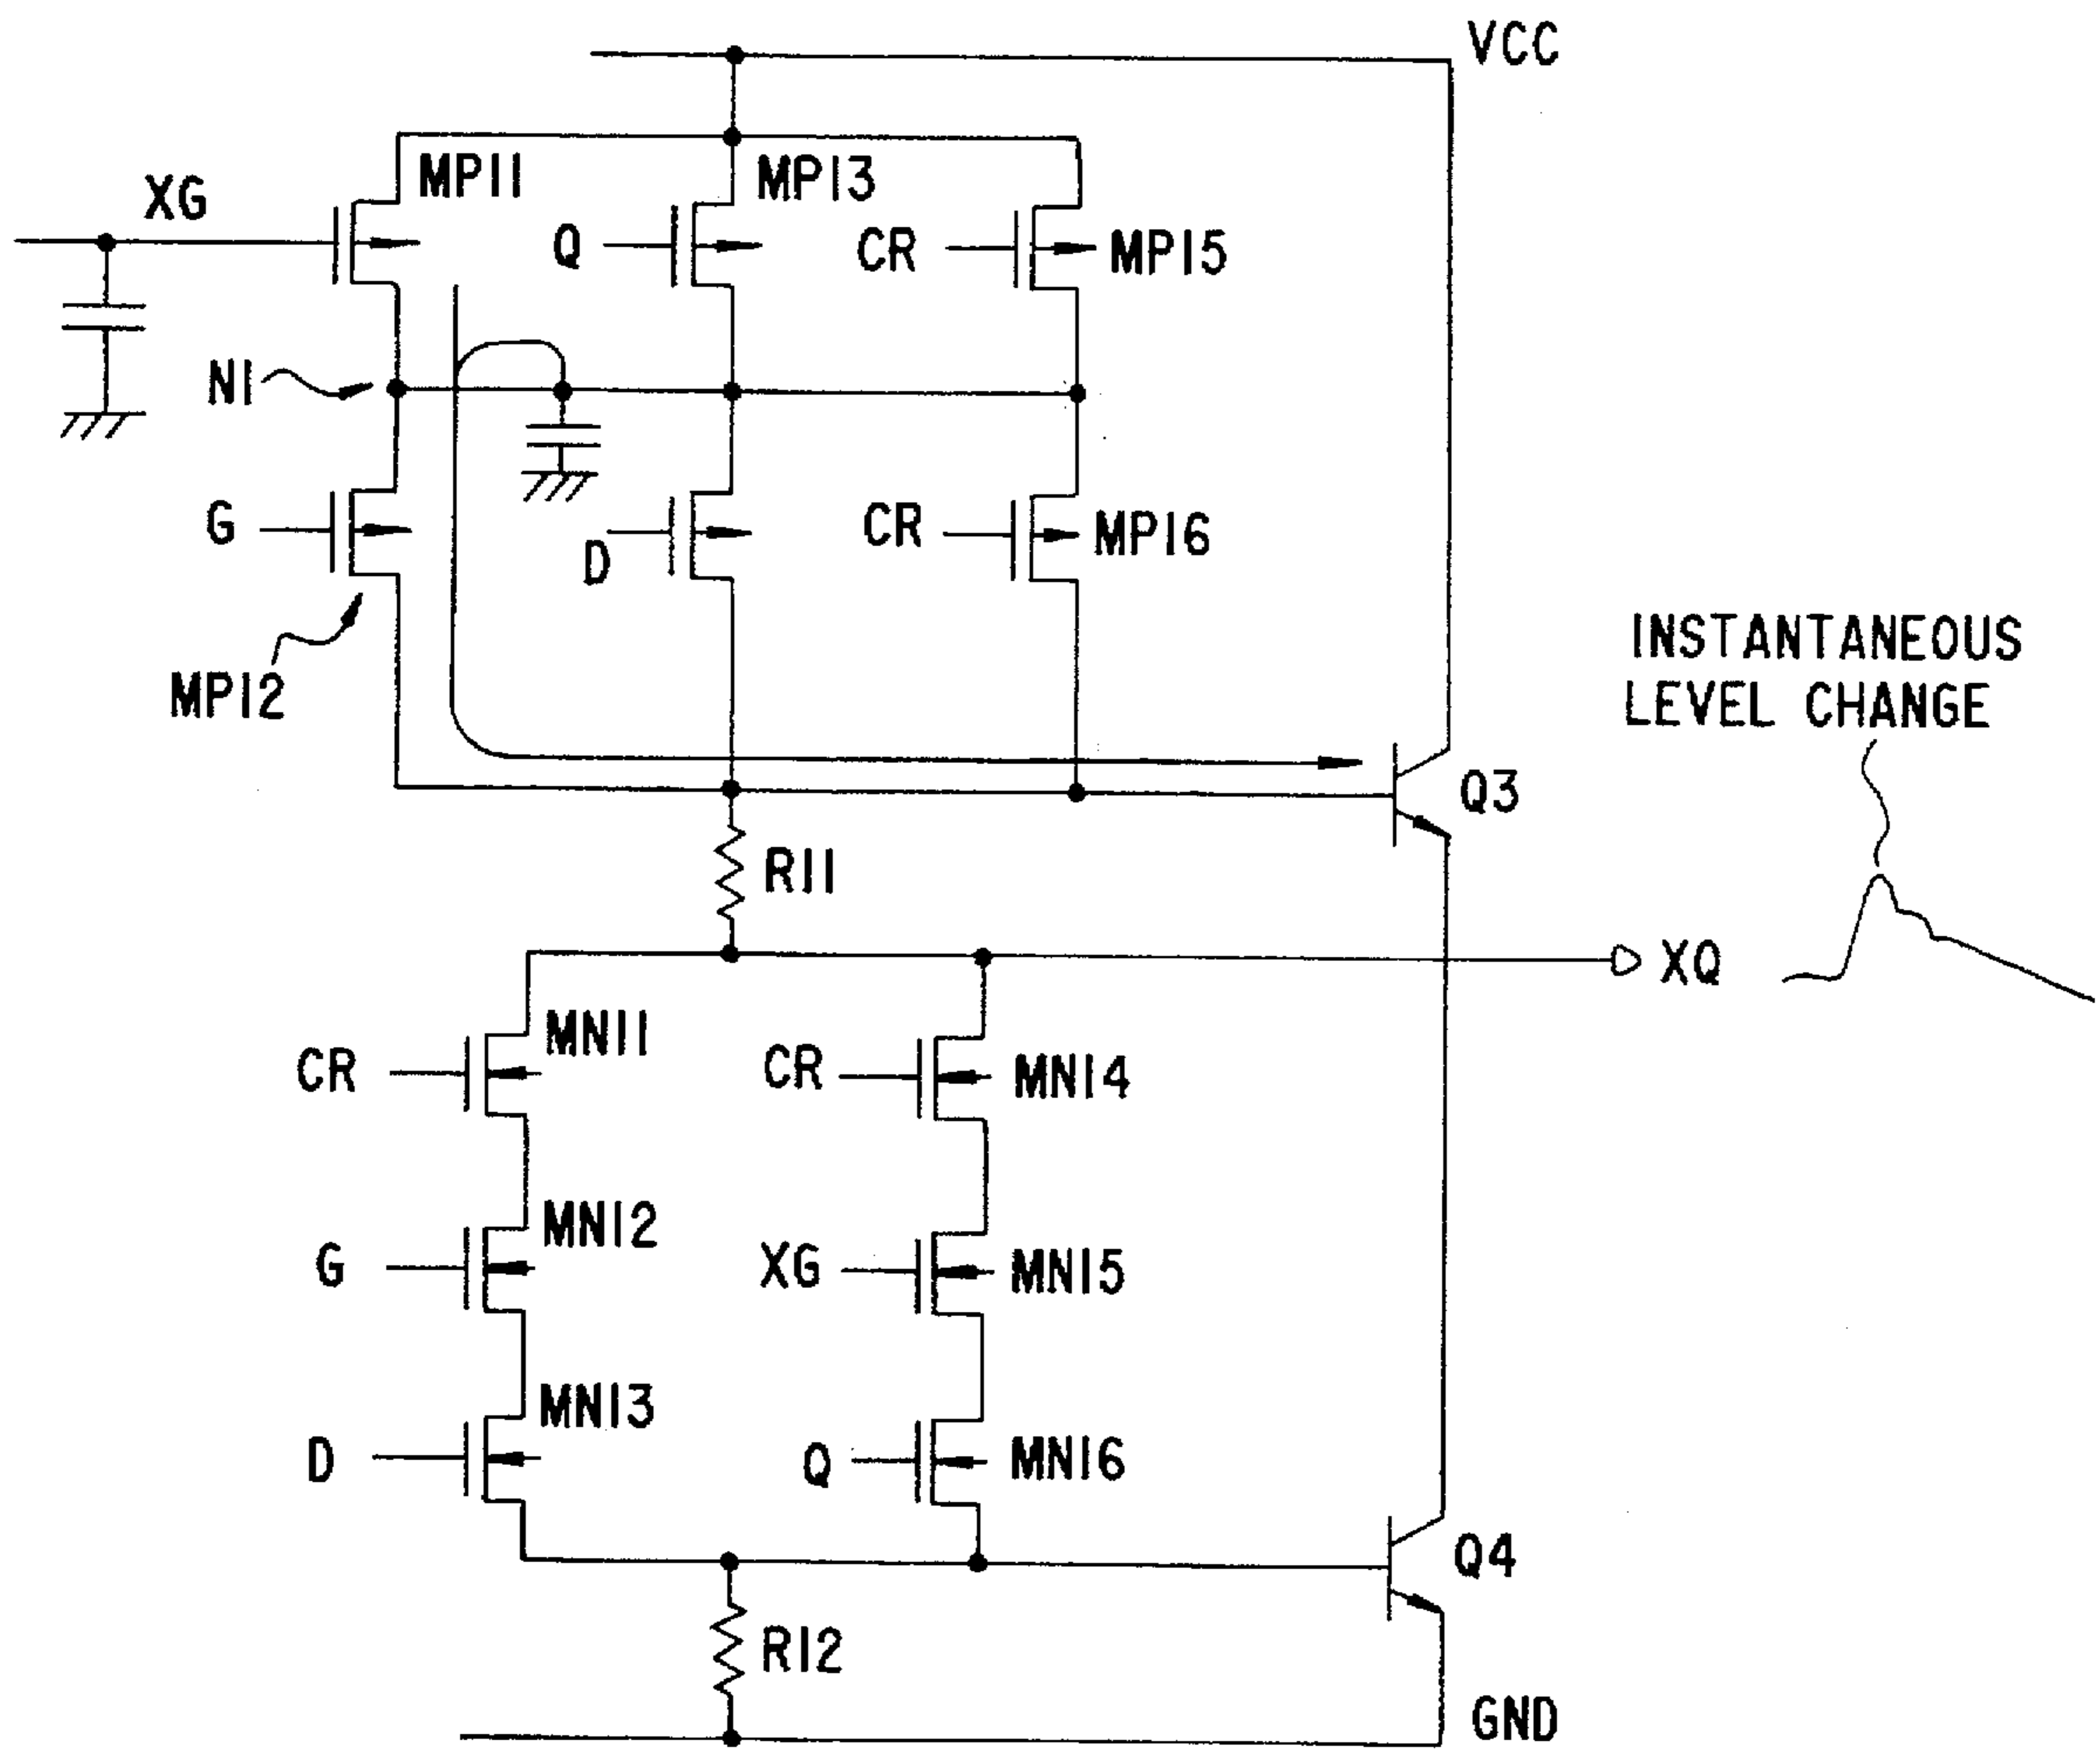 VCC
MP11
MP13
XG
Q
CR
MP15
N1
G
D
CR
MP16
MP12
INSTANTANEOUS
LEVEL CHANGE
Q3
R11
XQ
MN11
CR
CR
MN14
MN12
G
XG
MN15
MN13
D
Q
MN16
Q4
R12
GND